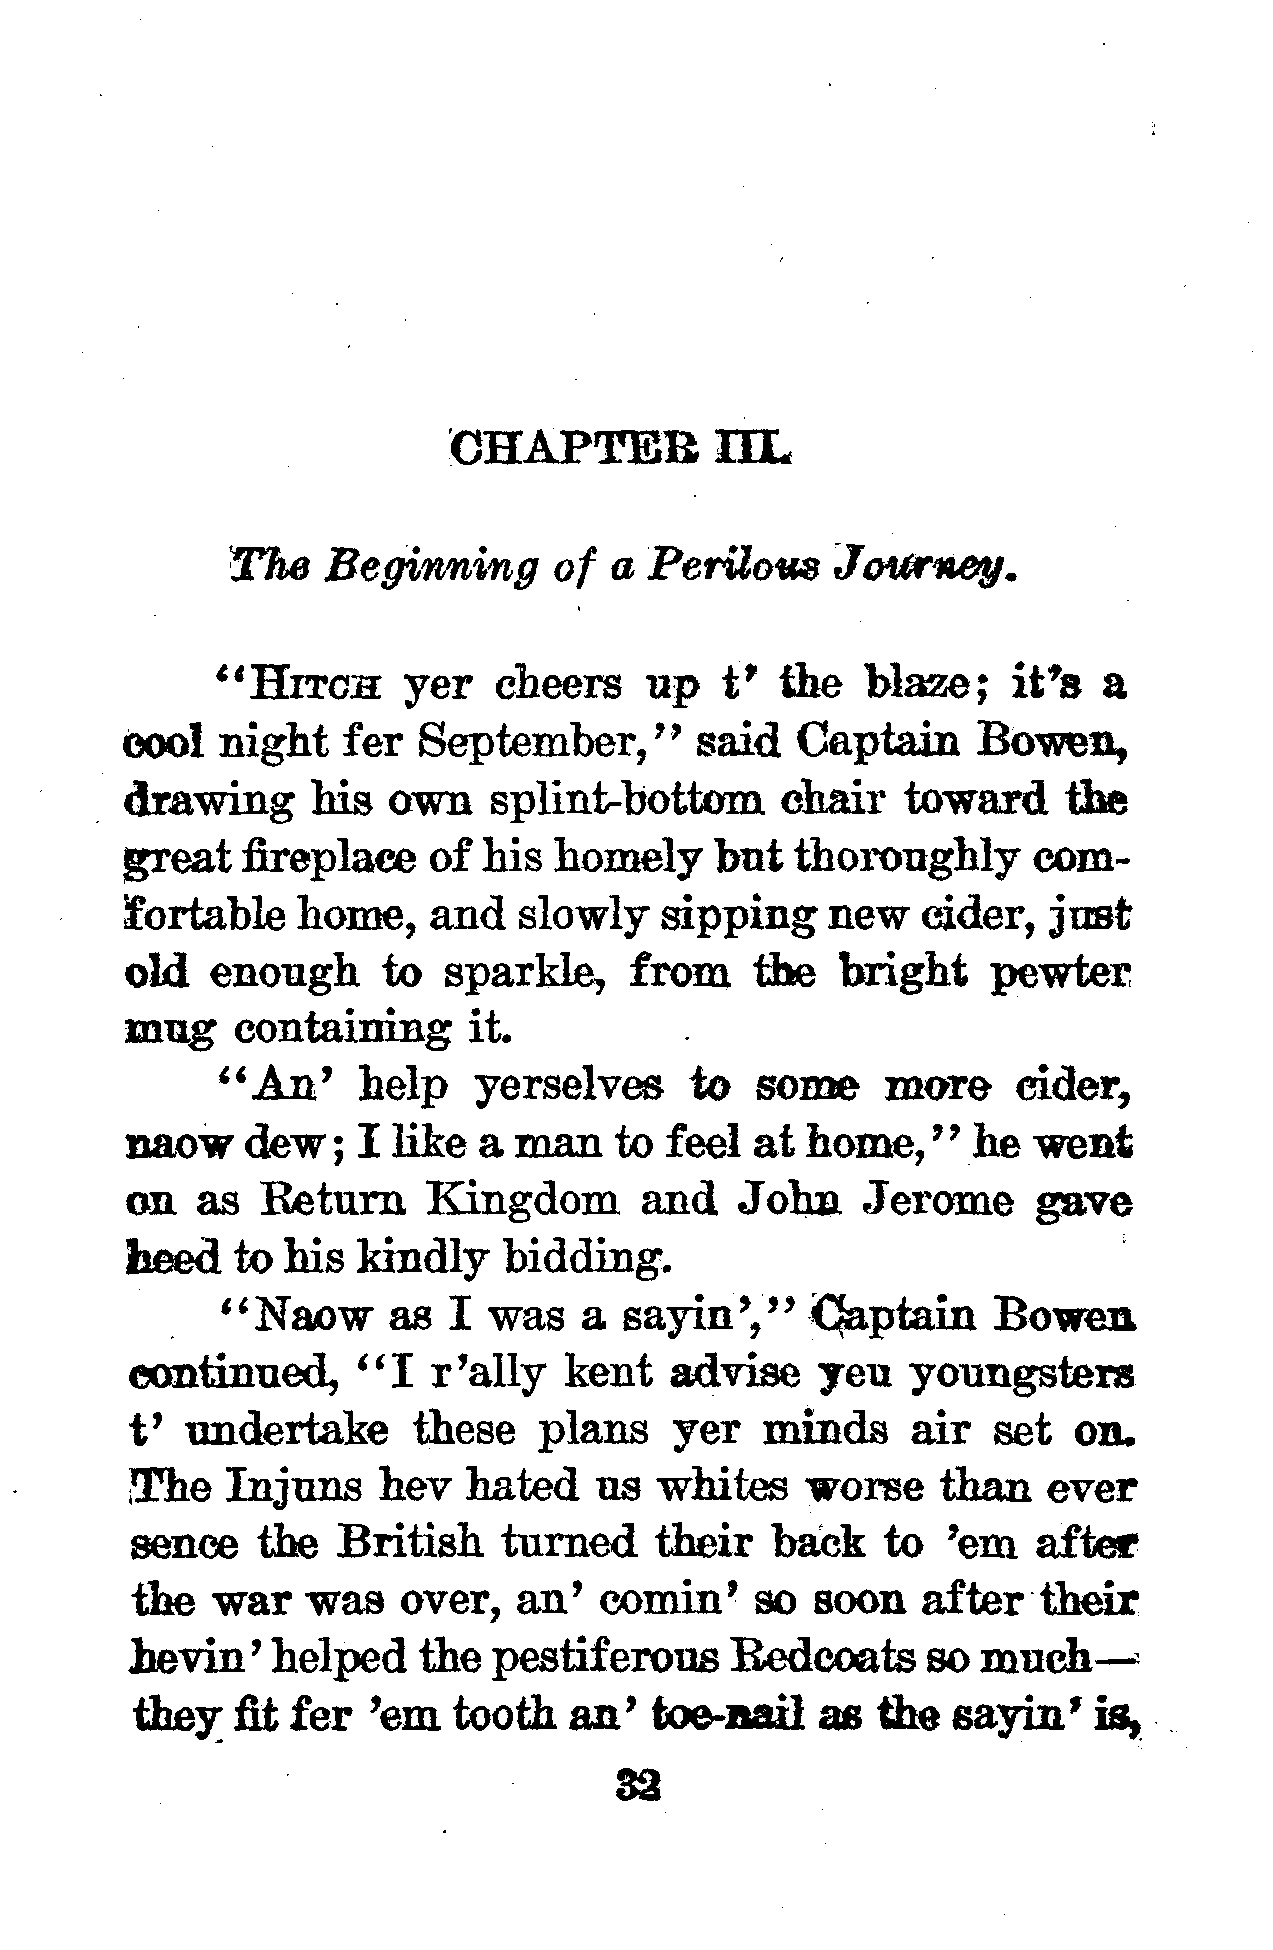 CHAPTER III.
The Beginning of a Perilous Journey.
"HITCH yer cheers up t' the blaze; it's a
cool night fer September," said Captain Bowen,
drawing his own splint-bottom chair toward the
great fireplace of his homely but thoroughly com-
fortable home, and slowly sipping new cider, just
old enough to sparkle, from the bright pewter
mug containing it.
"An' help yerselves to some more cider,
naow dew; I like a man to feel at home," he went
on as Return Kingdom and John Jerome gave
heed to his kindly bidding.
"Naow as I was a sayin'," Captain Bowen
continued, "I r'ally kent advise yeu youngsters
t' undertake these plans yer minds air set on.
The Injuns hev hated us whites worse than ever
sence the British turned their back to 'em after
the war was over, an' comin' so soon after their
hevin' helped the pestiferous Redcoats so much—
they fit fer 'em tooth an' toe-nail as the sayin' is,
32